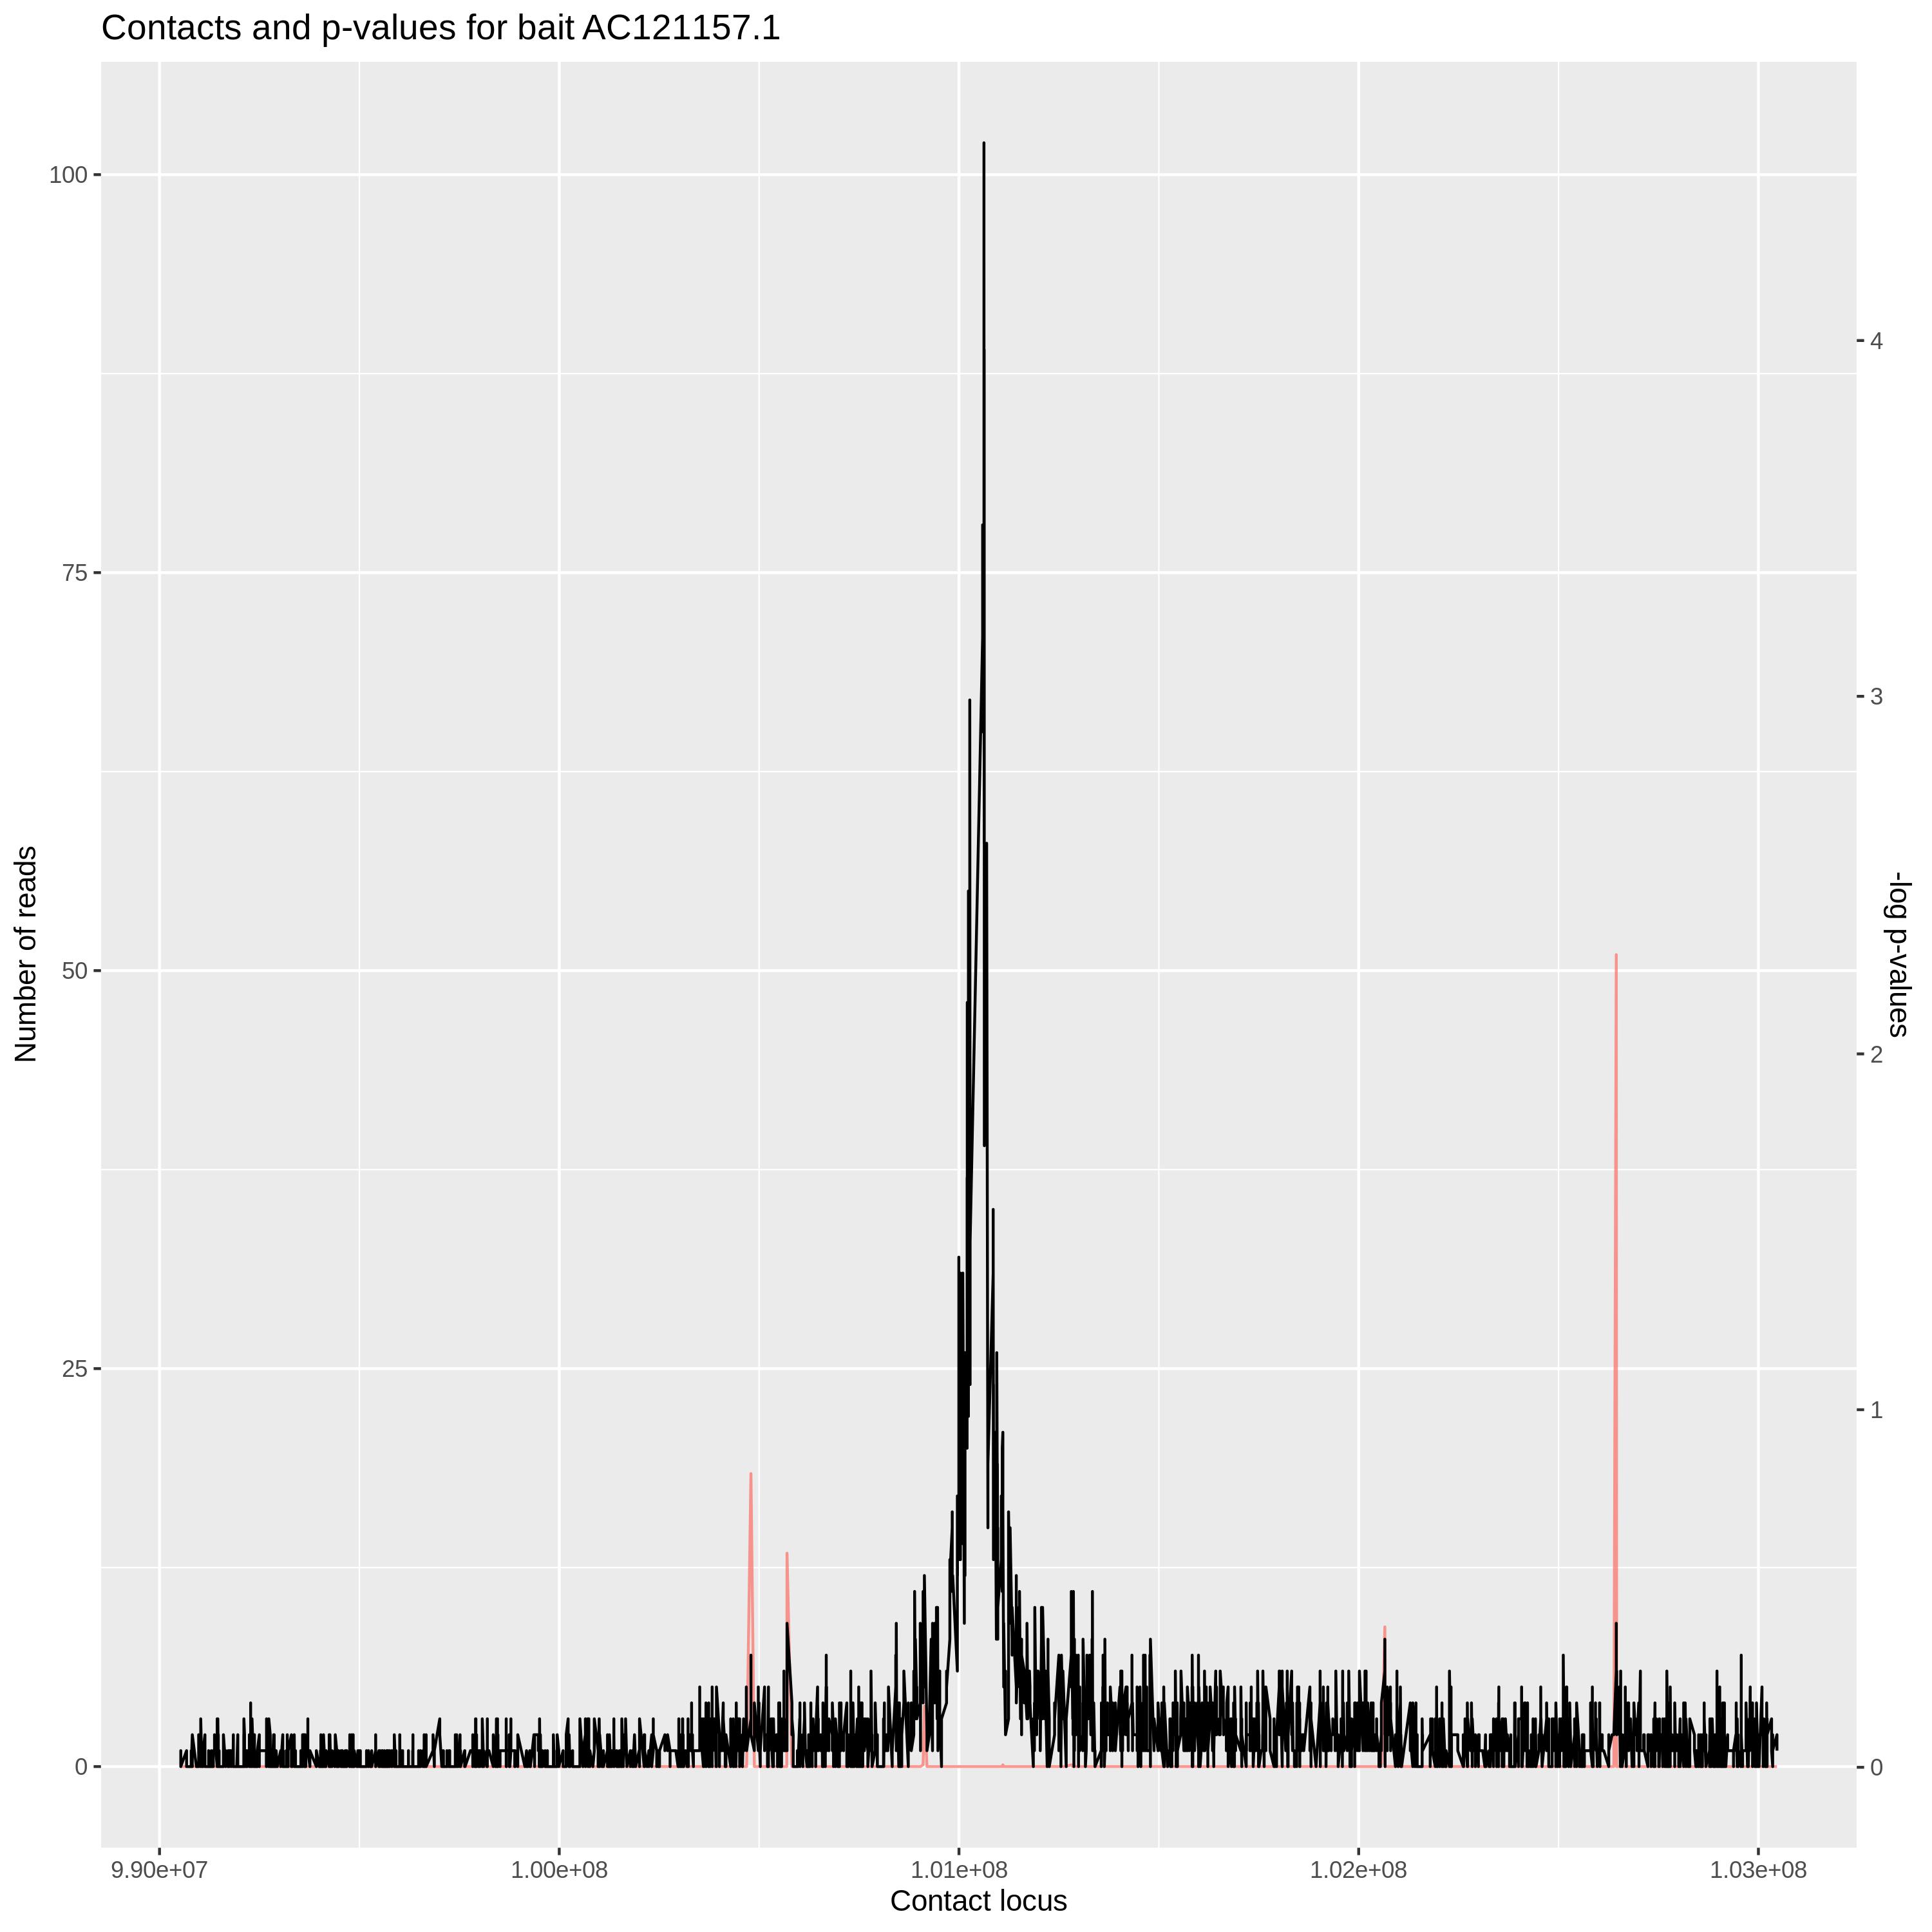 Contacts and p-values for bait AC121157.1
100
75
50
25
0
Number of reads
4
3
2
1
0
-log p-values
9.90e+07
1.00e+08
1.01e+08
1.02e+08
1.03e+08
Contact locus